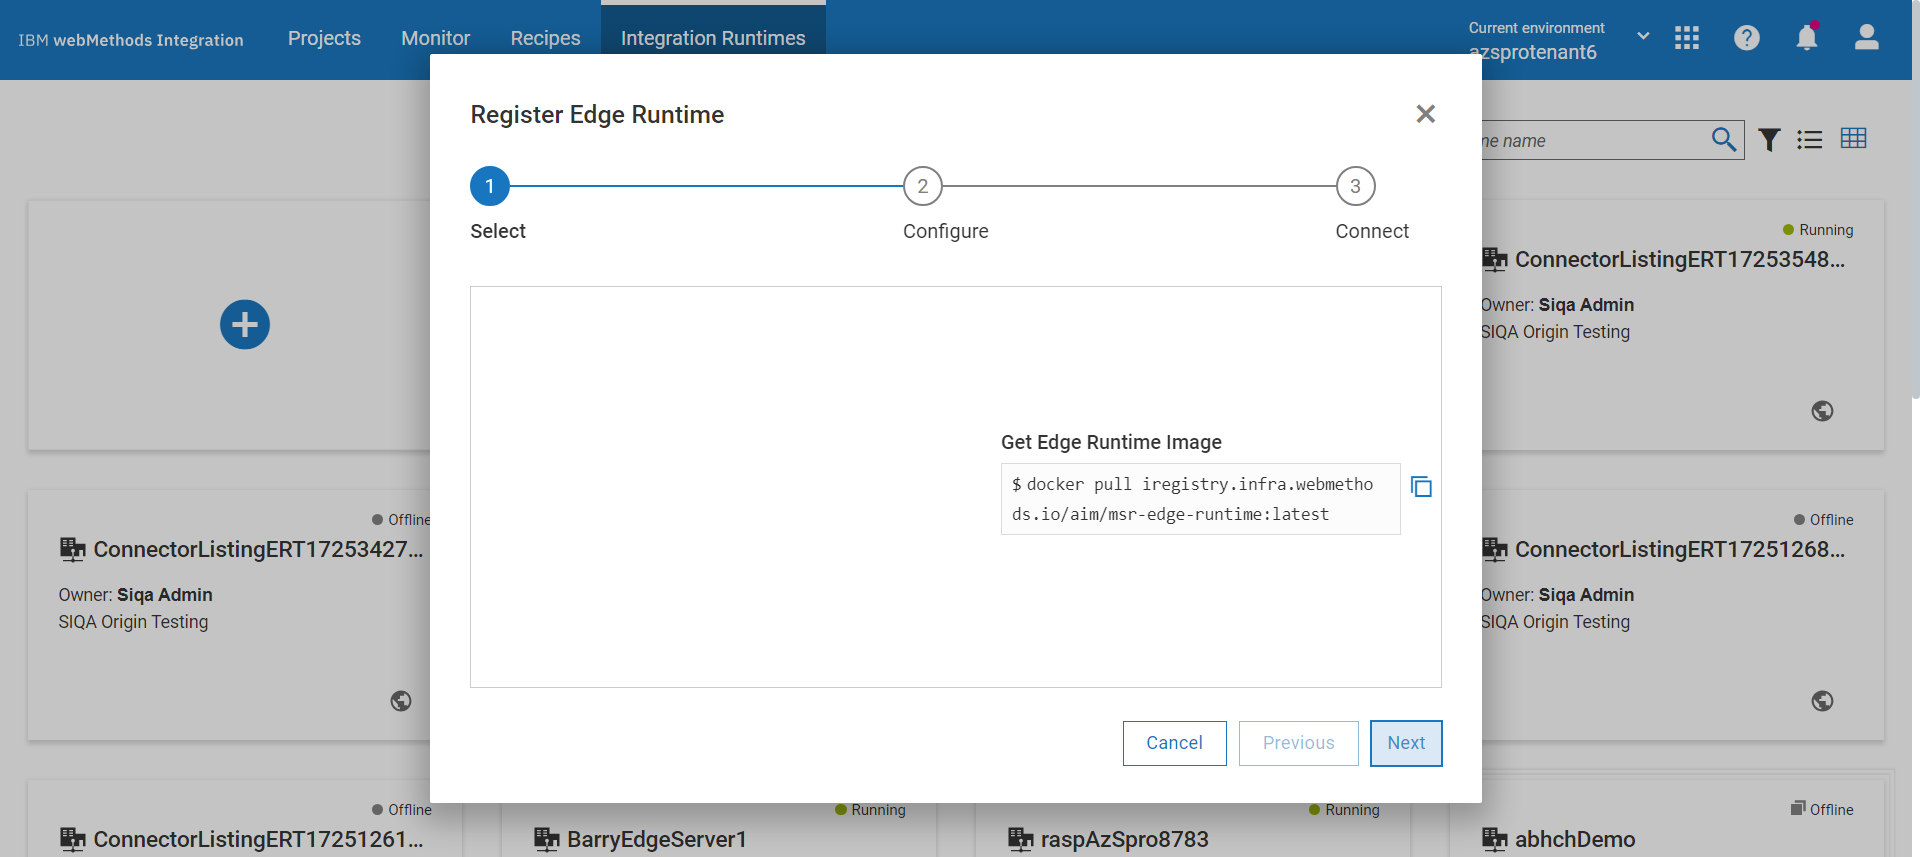 IBM webMethods Integration
Projects
Monitor
Recipes
Integration Runtimes
Current environment
azsprotenant6
?
Register Edge Runtime
1
2
3
Select
Configure
Connect
name
Running
ConnectorListingERT17253548...
Owner: Siqa Admin
SIQA Origin Testing
Get Edge Runtime Image
$ docker pull iregistry.infra.webmetho
ds.io/aim/msr-edge-runtime:latest
Offline
ConnectorListingERT17253427...
Owner: Siqa Admin
SIQA Origin Testing
Offline
ConnectorListingERT17251268...
Owner: Siqa Admin
SIQA Origin Testing
Cancel
Previous
Next
Offline
ConnectorListingERT17251261...
Running
BarryEdgeServer1
Running
raspAzSpro8783
Offline
abhchDemo